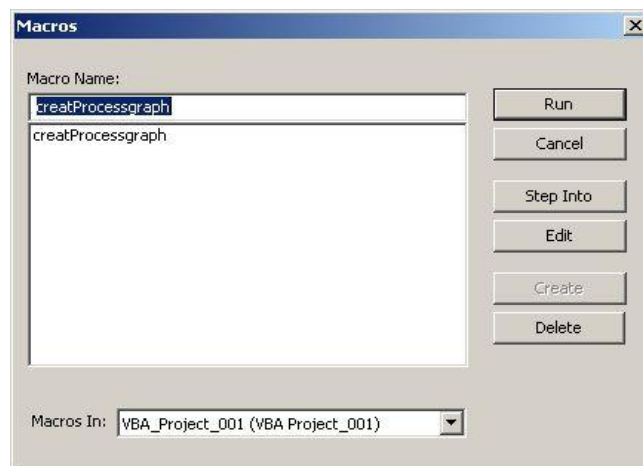 Macros
Macro Name:
creatProcessgraph
creatProcessgraph
Run
Cancel
Step Into
Edit
Create
Delete
Macros In: VBA_Project_001 (VBA Project_001)